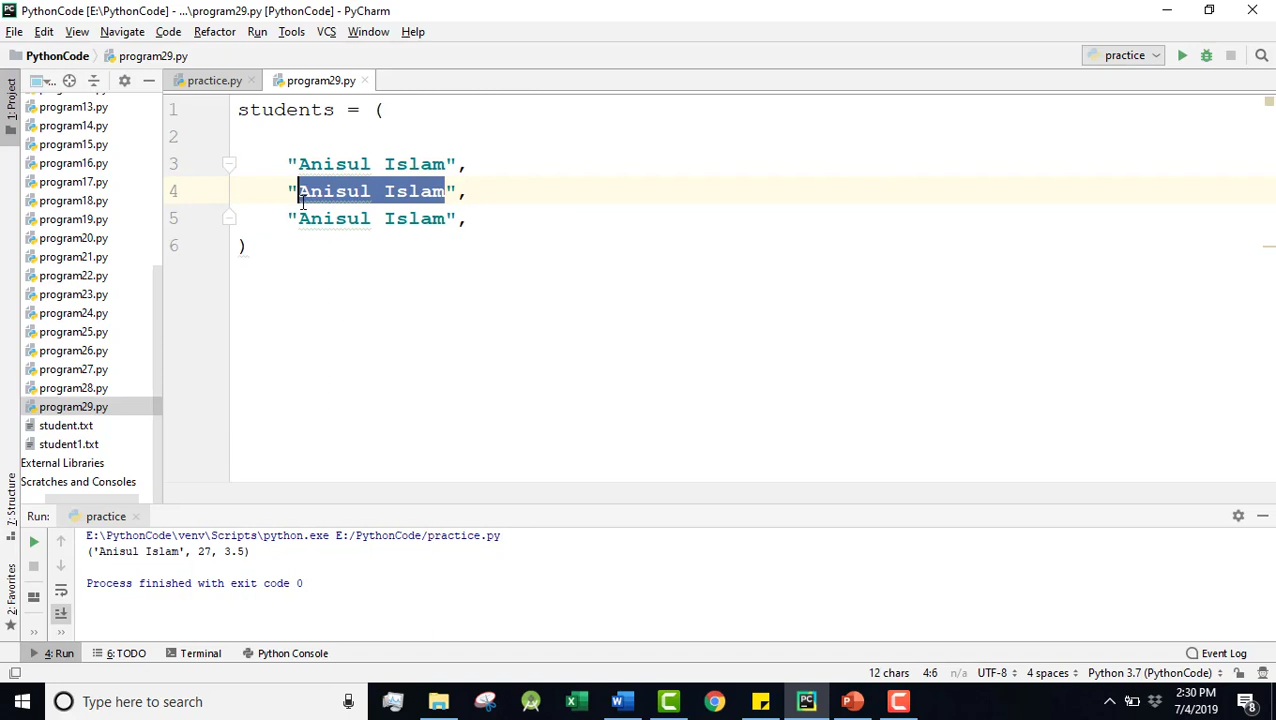 PythonCode [E:\PythonCode] - ...\program29.py [PythonCode] - PyCharm
File Edit View Navigate Code Refactor Run Tools VCS Window Help
PythonCode program29.py practice
1: Project
practice.py program29.py
program13.py
program14.py
program15.py
program16.py
program17.py
program18.py
program19.py
program20.py
program21.py
program22.py
program23.py
program24.py
program25.py
program26.py
program27.py
program28.py
program29.py
student.txt
student1.txt
External Libraries
Scratches and Consoles
1 students = (
2
3 "Anisul Islam",
4 "Anisul Islam",
5 "Anisul Islam",
6 )
7: Structure
2: Favorites
Run: practice
E:\PythonCode\venv\Scripts\python.exe E:/PythonCode/practice.py
('Anisul Islam', 27, 3.5)
Process finished with exit code 0
4: Run 6: TODO Terminal Python Console Event Log
12 chars 4:6 n/a UTF-8 4 spaces Python 3.7 (PythonCode)
Type here to search
2:30 PM
7/4/2019
8